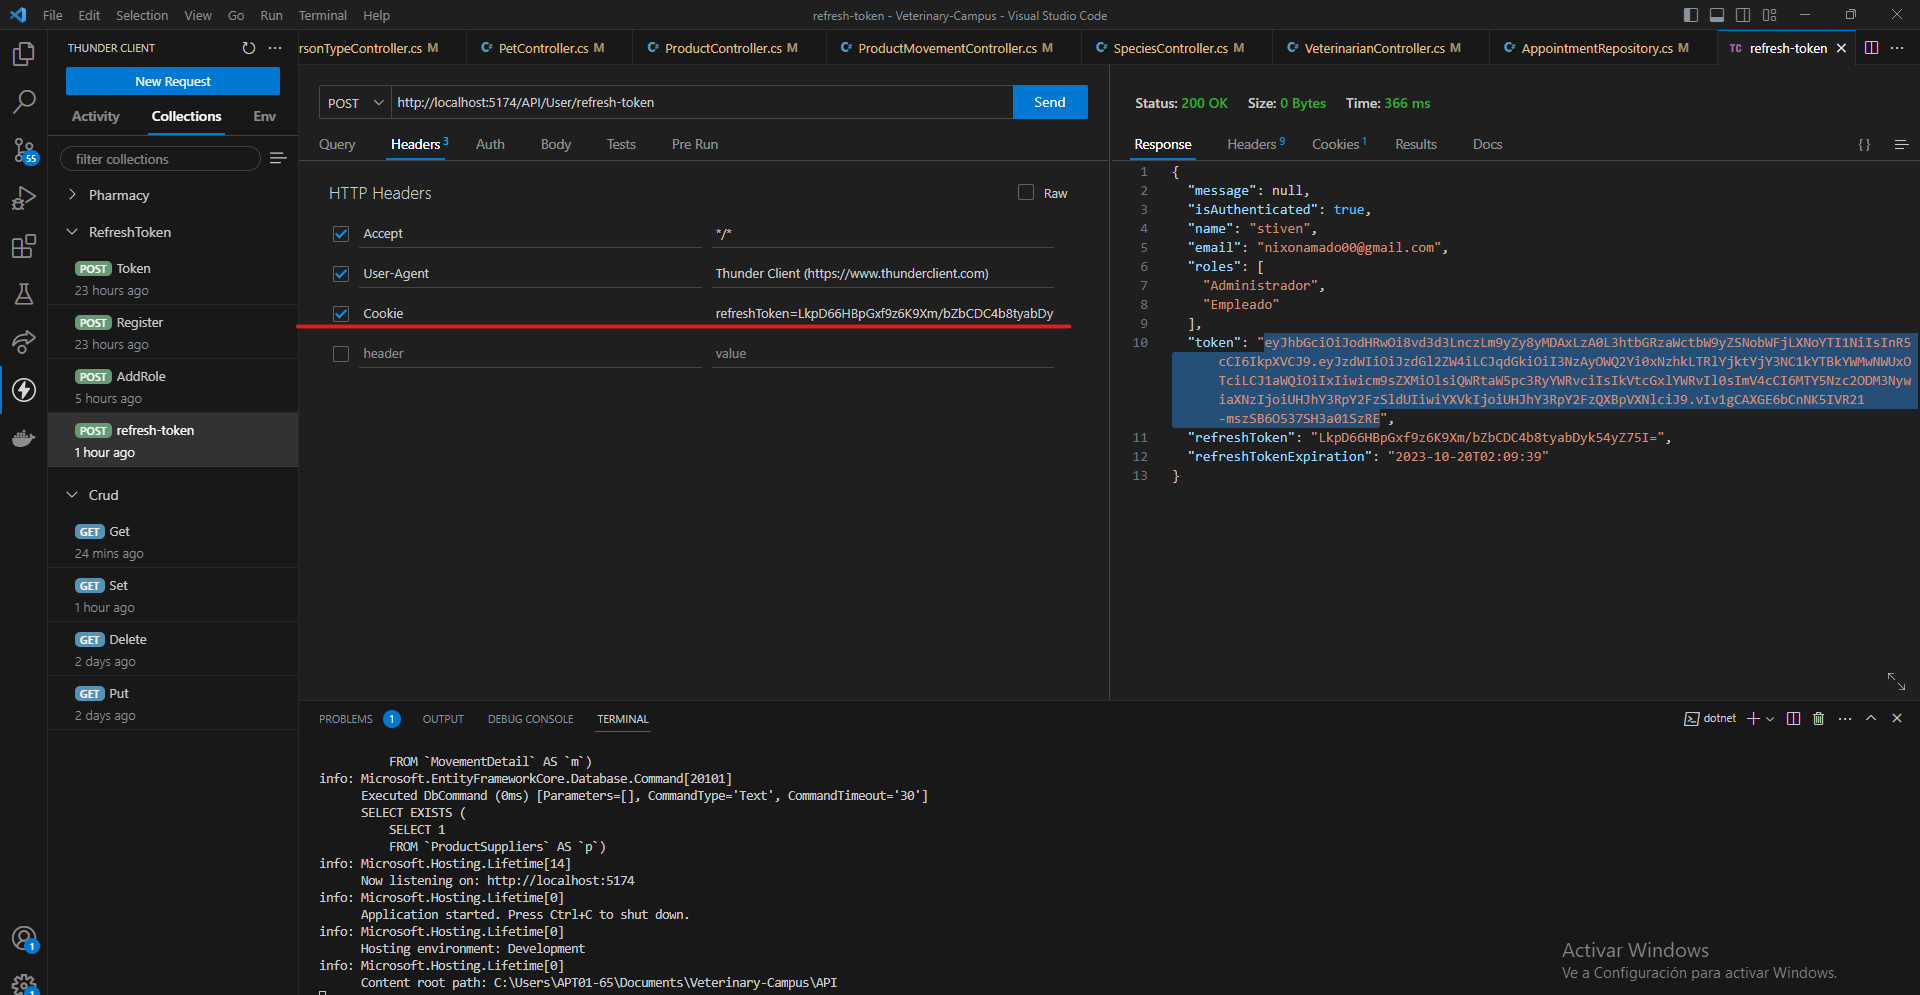 File Edit Selection View Go Run Terminal Help
refresh-token - Veterinary-Campus - Visual Studio Code
THUNDER CLIENT
New Request
Activity Collections Env
filter collections
Pharmacy
RefreshToken
POST Token
23 hours ago
POST Register
23 hours ago
POST AddRole
5 hours ago
POST refresh-token
1 hour ago
Crud
GET Get
24 mins ago
GET Set
1 hour ago
GET Delete
2 days ago
GET Put
2 days ago
55
1
1
rsonTypeController.cs M
PetController.cs M
ProductController.cs M
ProductMovementController.cs M
SpeciesController.cs M
VeterinarianController.cs M
AppointmentRepository.cs M
TC refresh-token
POST http://localhost:5174/API/User/refresh-token Send
Query Headers 3 Auth Body Tests Pre Run
HTTP Headers Raw
Accept */*
User-Agent Thunder Client (https://www.thunderclient.com)
Cookie refreshToken=LkpD66HBpGxf9z6K9Xm/bZbCDC4b8tyabDy
header value
Status: 200 OK Size: 0 Bytes Time: 366 ms
Response Headers 9 Cookies 1 Results Docs {}
1 {
2 "message": null,
3 "isAuthenticated": true,
4 "name": "stiven",
5 "email": "nixonamado00@gmail.com",
6 "roles": [
7 "Administrador",
8 "Empleado"
9 ],
10 "token": "eyJhbGciOiJodHRwOi8vd3d3LnczLm9yZy8yMDAxLzA0L3htbGRzaWctbW9yZSNobWFjLXNoYTI1NiIsInR5
cCI6IkpXVCJ9.eyJzdWIiOiJzdGl2ZW4iLCJqdGkiOiI3NzAyOWQ2Yi0xNzhkLTRlYjktYjY3NC1kYTBkYWMwNWUxO
TciLCJ1aWQiOiIxIiwicm9sZXMiOlsiQWRtaW5pc3RyYWRvciIsIkVtcGxlYWRvIl0sImV4cCI6MTY5Nzc2ODM3Nyw
iaXNzIjoiUHJhY3RpY2FzSldUIiwiYXVkIjoiUHJhY3RpY2FzQXBpVXNlciJ9.vIv1gCAXGE6bCnNK5IVR21
-mszSB6O537SH3a01SzRE",
11 "refreshToken": "LkpD66HBpGxf9z6K9Xm/bZbCDC4b8tyabDyk54yZ75I=",
12 "refreshTokenExpiration": "2023-10-20T02:09:39"
13 }
PROBLEMS 1 OUTPUT DEBUG CONSOLE TERMINAL
dotnet
FROM `MovementDetail` AS `m`)
info: Microsoft.EntityFrameworkCore.Database.Command[20101]
Executed DbCommand (0ms) [Parameters=[], CommandType='Text', CommandTimeout='30']
SELECT EXISTS (
SELECT 1
FROM `ProductSuppliers` AS `p`)
info: Microsoft.Hosting.Lifetime[14]
Now listening on: http://localhost:5174
info: Microsoft.Hosting.Lifetime[0]
Application started. Press Ctrl+C to shut down.
info: Microsoft.Hosting.Lifetime[0]
Hosting environment: Development
info: Microsoft.Hosting.Lifetime[0]
Content root path: C:\Users\APT01-65\Documents\Veterinary-Campus\API
Activar Windows
Ve a Configuración para activar Windows.